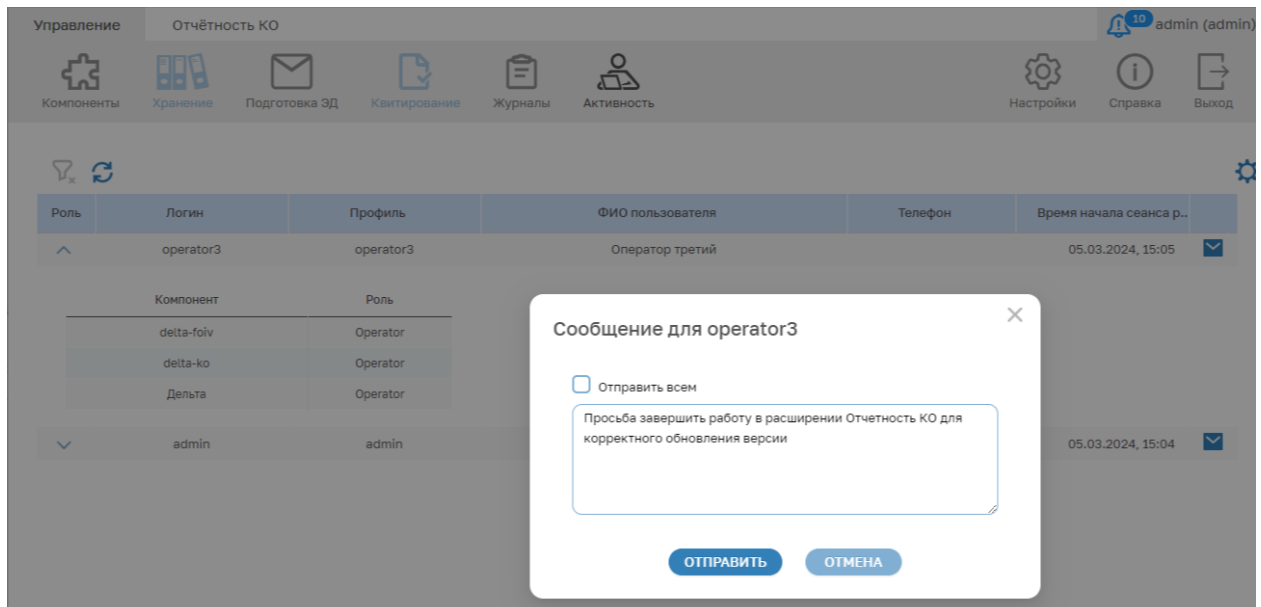 Управление Отчётность КО 10 admin (admin)
Компоненты Хранение Подготовка ЭД Квитирование Журналы Активность Настройки Справка Выход
Роль Логин Профиль ФИО пользователя Телефон Время начала сеанса р..
operator3 operator3 Оператор третий 05.03.2024, 15:05
Компонент Роль
delta-foiv Operator
delta-ko Operator
Дельта Operator
admin admin 05.03.2024, 15:04
Сообщение для operator3
Отправить всем
Просьба завершить работу в расширении Отчетность КО для
корректного обновления версии
ОТПРАВИТЬ ОТМЕНА